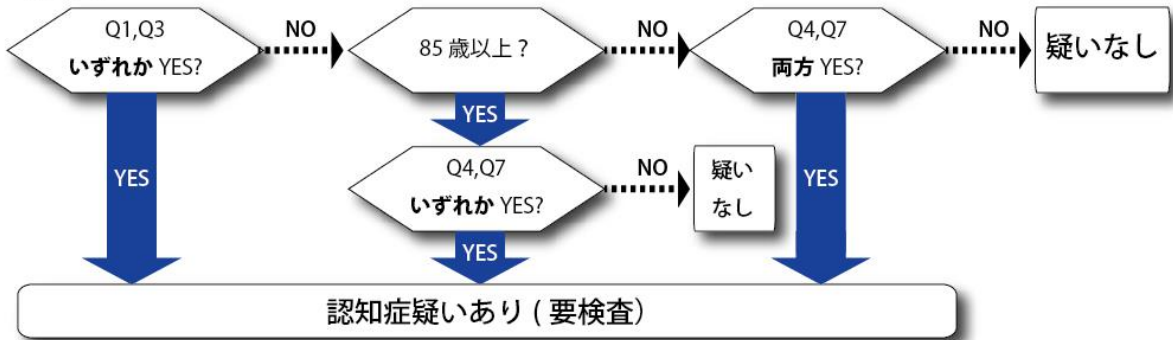 Q1,Q3
いずれか YES?
NO
85 歳以上？
NO
Q4,Q7
両方 YES?
NO
疑いなし
YES
YES
Q4,Q7
いずれか YES?
NO
疑い
なし
YES
YES
認知症疑いあり ( 要検査）